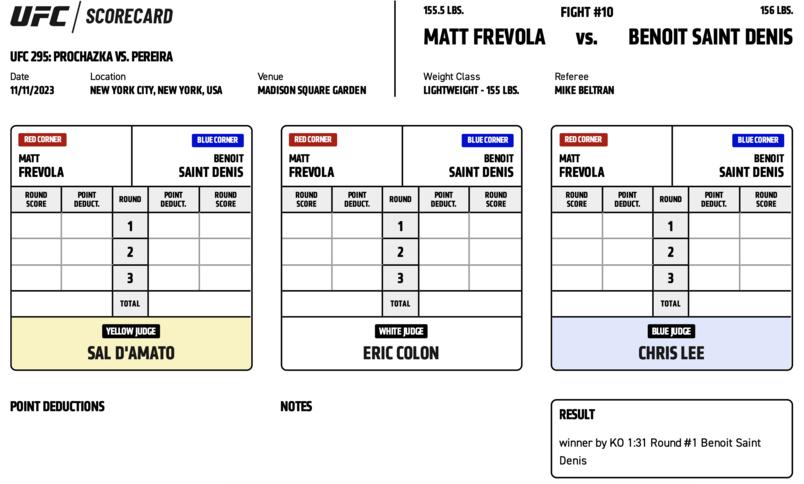 UFC SCORECARD
UFC 295: PROCHAZKA VS. PEREIRA
Date Location Venue
11/11/2023 NEW YORK CITY, NEW YORK, USA MADISON SQUARE GARDEN
155.5 LBS. FIGHT #10 156 LBS.
MATT FREVOLA vs. BENOIT SAINT DENIS
Weight Class Referee
LIGHTWEIGHT - 155 LBS. MIKE BELTRAN
RED CORNER BLUE CORNER
MATT BENOIT
FREVOLA SAINT DENIS
ROUND POINT ROUND POINT ROUND
SCORE DEDUCT. DEDUCT. SCORE
1
2
3
TOTAL
YELLOW JUDGE
SAL D'AMATO
RED CORNER BLUE CORNER
MATT BENOIT
FREVOLA SAINT DENIS
ROUND POINT ROUND POINT ROUND
SCORE DEDUCT. DEDUCT. SCORE
1
2
3
TOTAL
WHITE JUDGE
ERIC COLON
RED CORNER BLUE CORNER
MATT BENOIT
FREVOLA SAINT DENIS
ROUND POINT ROUND POINT ROUND
SCORE DEDUCT. DEDUCT. SCORE
1
2
3
TOTAL
BLUE JUDGE
CHRIS LEE
POINT DEDUCTIONS
NOTES
RESULT
winner by KO 1:31 Round #1 Benoit Saint
Denis